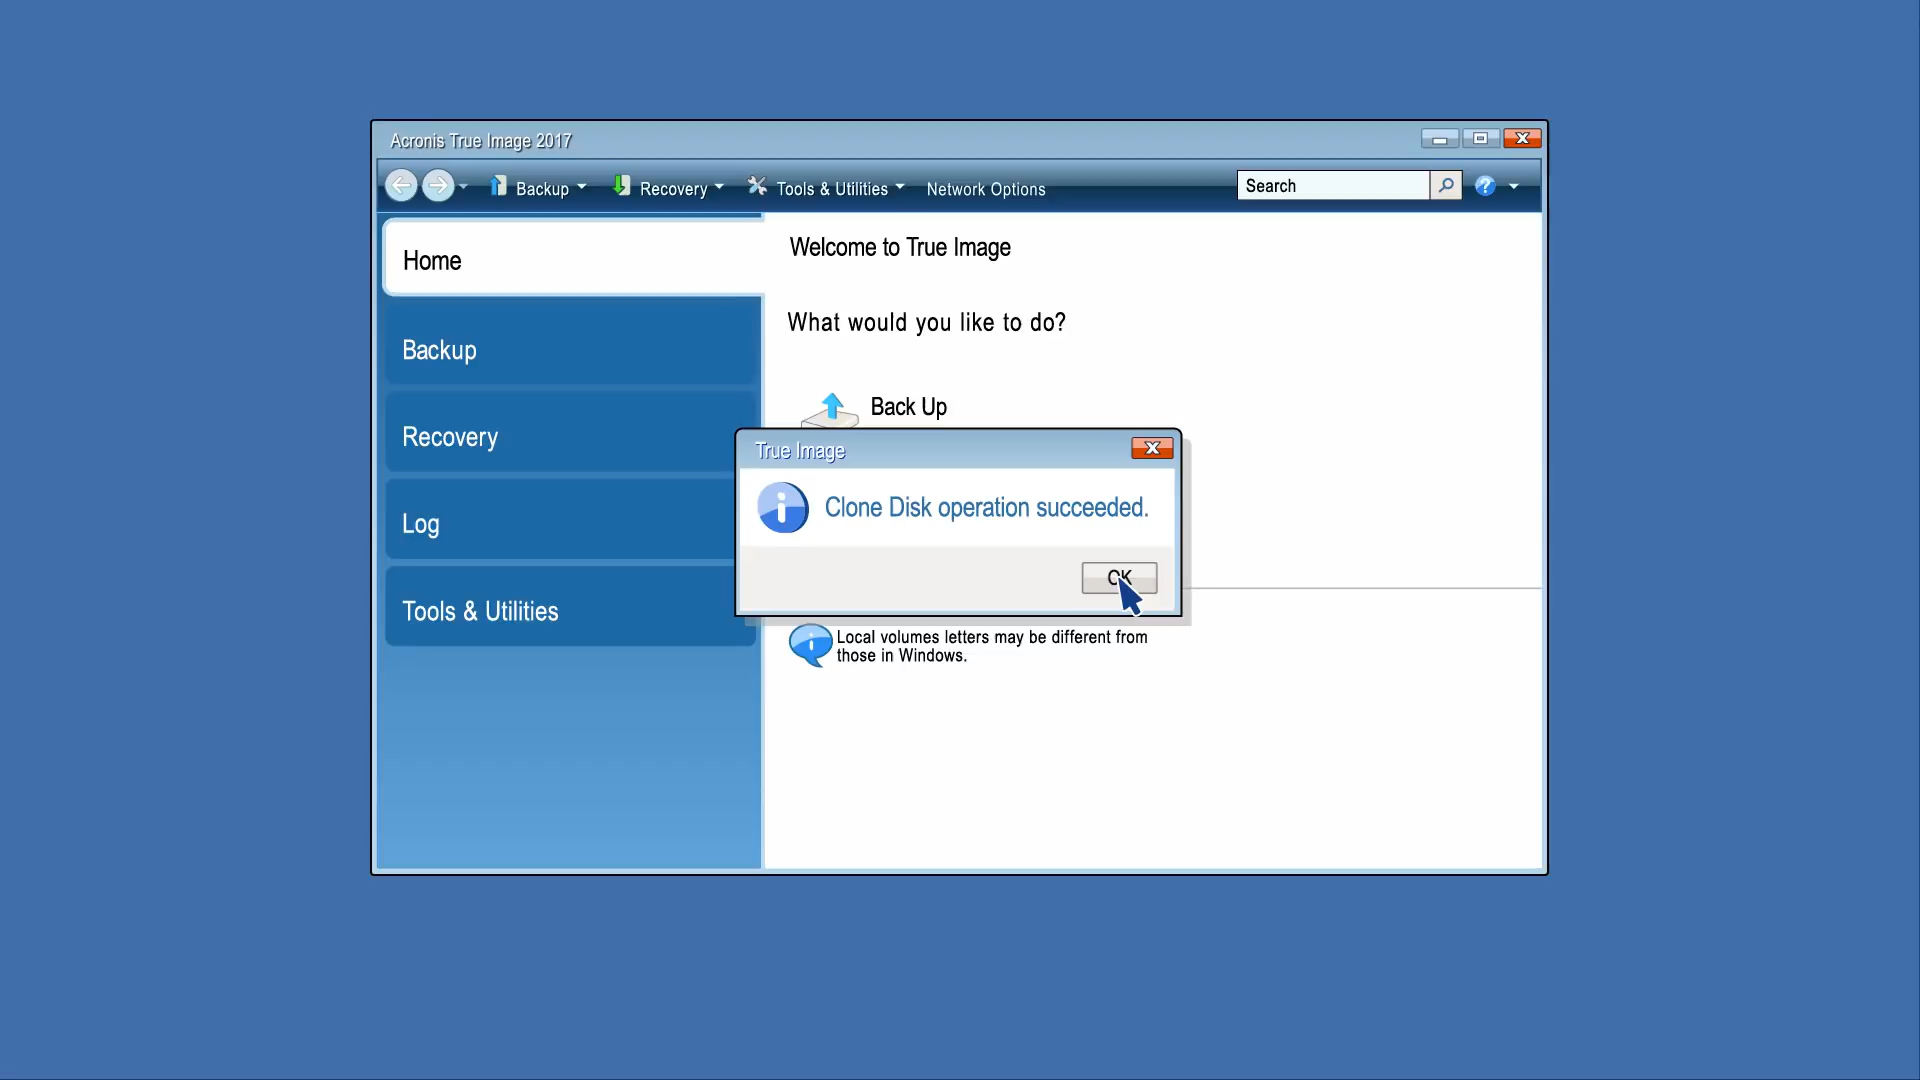 Acronis True Image 2017
Backup
Recovery
Tools & Utilities
Network Options
Search
Home
Backup
Recovery
Log
Tools & Utilities
Welcome to True Image
What would you like to do?
Back Up
True Image
Clone Disk operation succeeded.
OK
Local volumes letters may be different from
those in Windows.